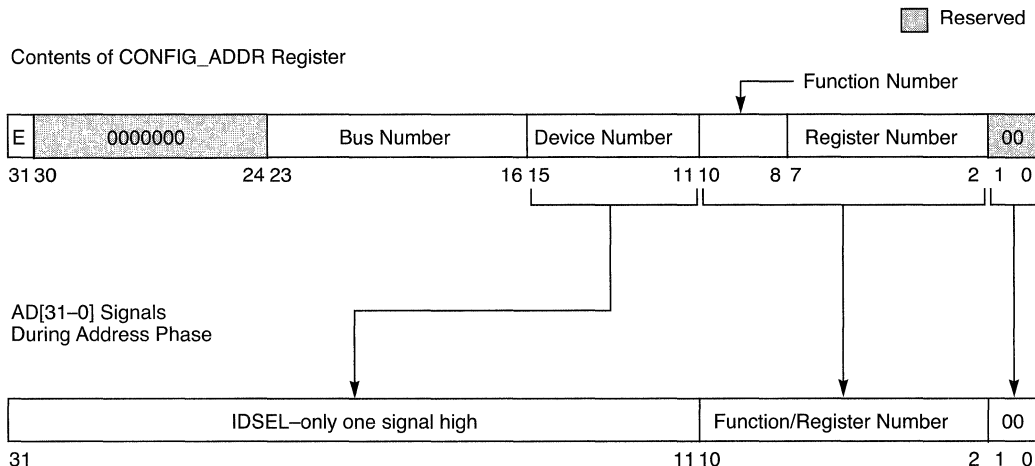 Reserved
Contents of CONFIG_ADDR Register
Function Number
E 0000000 Bus Number Device Number Register Number 00
31 30 24 23 16 15 11 10 8 7 2 1 0
AD[31–0] Signals
During Address Phase
IDSEL–only one signal high Function/Register Number 00
31 11 10 2 1 0